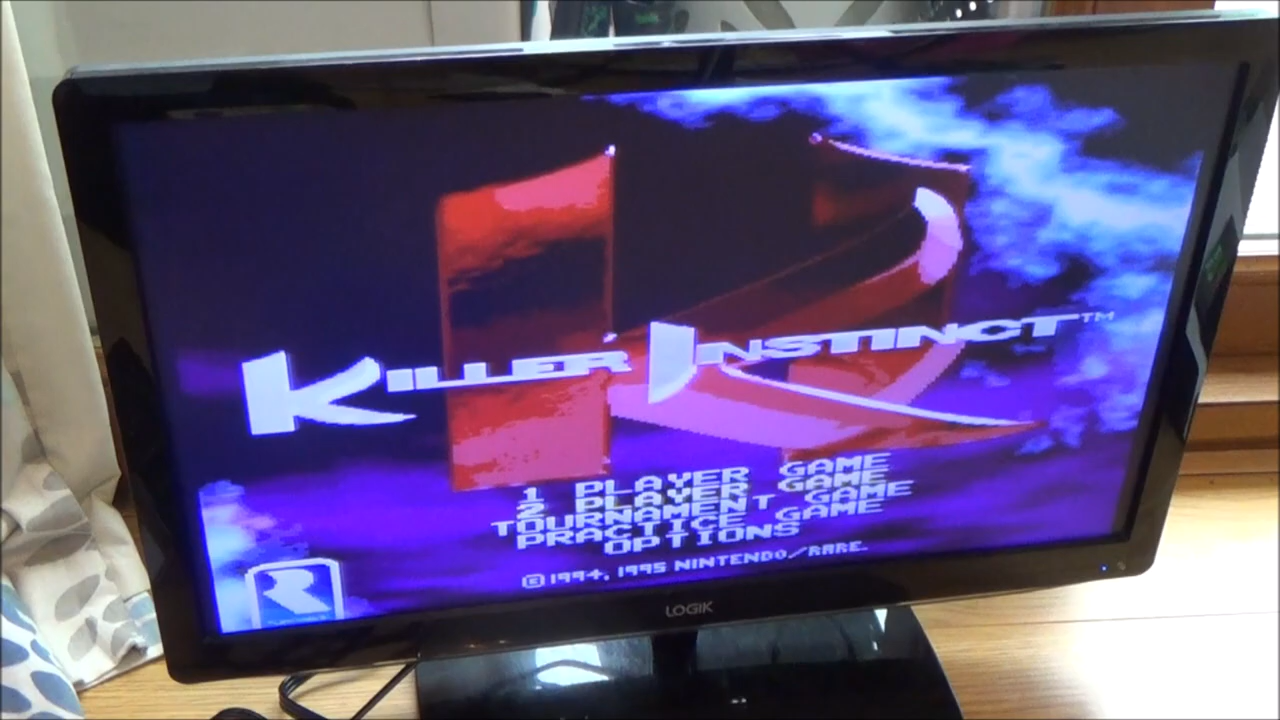 KILLER INSTINCT™
1 PLAYER GAME
2 PLAYER GAME
TOURNAMENT GAME
PRACTICE GAME
OPTIONS
© 1994, 1995 NINTENDO/RARE.
LOGIK